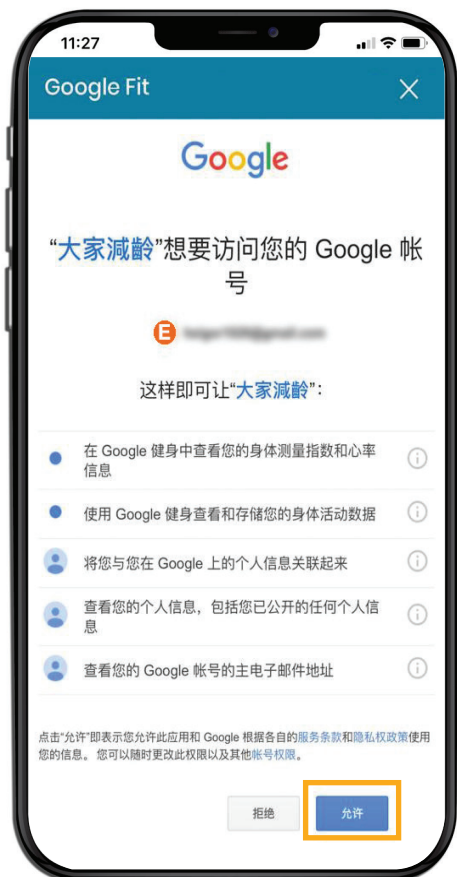 11:27
Google Fit
Google
“大家減齡”想要访问您的 Google 帐
号
E
这样即可让“大家減齡”：
在 Google 健身中查看您的身体测量指数和心率
信息
使用 Google 健身查看和存储您的身体活动数据
将您与您在 Google 上的个人信息关联起来
查看您的个人信息，包括您已公开的任何个人信
息
查看您的 Google 帐号的主电子邮件地址
点击“允许”即表示您允许此应用和 Google 根据各自的服务条款和隐私权政策使用
您的信息。 您可以随时更改此权限以及其他帐号权限。
拒绝
允许